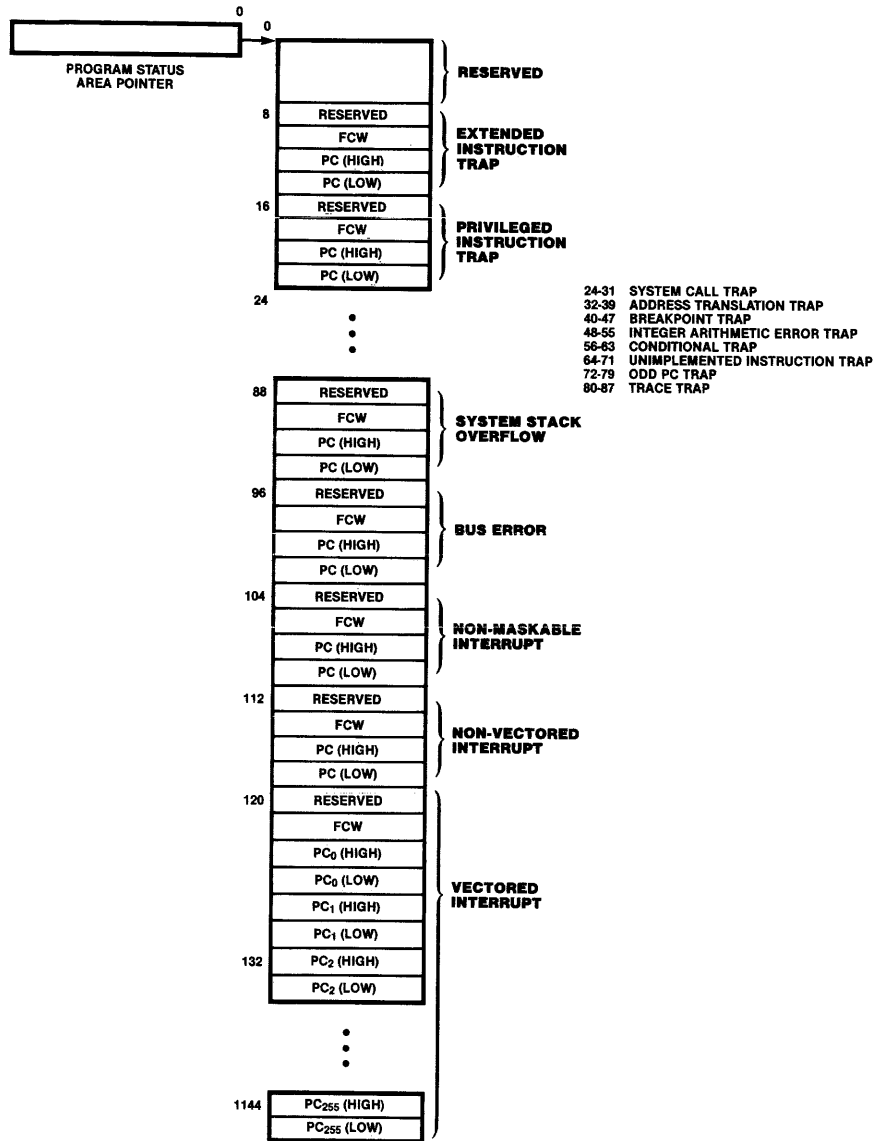 0
0
PROGRAM STATUS
AREA POINTER
RESERVED
8
RESERVED
FCW
PC (HIGH)
PC (LOW)
EXTENDED
INSTRUCTION
TRAP
16
RESERVED
FCW
PC (HIGH)
PC (LOW)
PRIVILEGED
INSTRUCTION
TRAP
24
24-31 SYSTEM CALL TRAP
32-39 ADDRESS TRANSLATION TRAP
40-47 BREAKPOINT TRAP
48-55 INTEGER ARITHMETIC ERROR TRAP
56-63 CONDITIONAL TRAP
64-71 UNIMPLEMENTED INSTRUCTION TRAP
72-79 ODD PC TRAP
80-87 TRACE TRAP
88
RESERVED
FCW
PC (HIGH)
PC (LOW)
SYSTEM STACK
OVERFLOW
96
RESERVED
FCW
PC (HIGH)
PC (LOW)
BUS ERROR
104
RESERVED
FCW
PC (HIGH)
PC (LOW)
NON-MASKABLE
INTERRUPT
112
RESERVED
FCW
PC (HIGH)
PC (LOW)
NON-VECTORED
INTERRUPT
120
RESERVED
FCW
PC₀ (HIGH)
PC₀ (LOW)
PC₁ (HIGH)
PC₁ (LOW)
132
PC₂ (HIGH)
PC₂ (LOW)
VECTORED
INTERRUPT
1144
PC₂₅₅ (HIGH)
PC₂₅₅ (LOW)